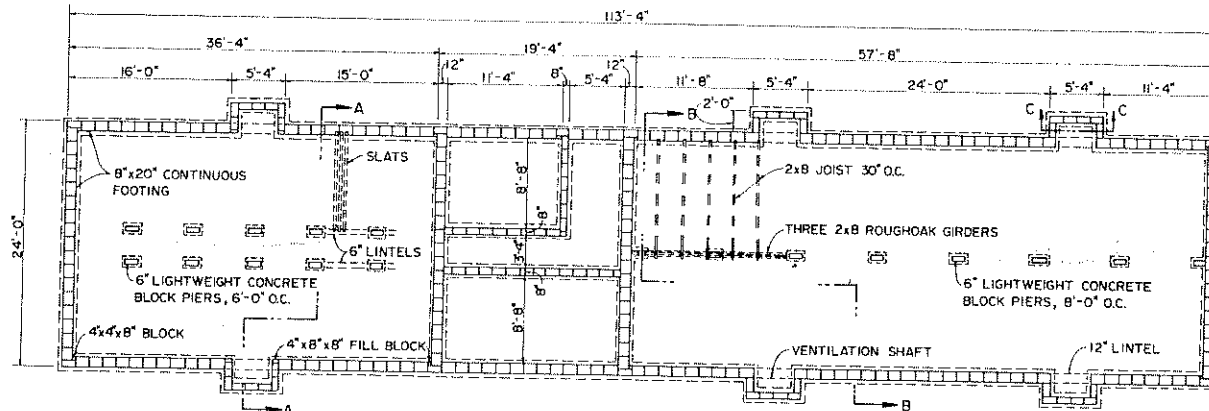 113'-4"
36'-4"
19'-4"
57'-8"
16'-0"
5'-4"
15'-0"
12"
11'-4"
8"
5'-4"
12"
11'-8"
5'-4"
24'-0"
5'-4"
11'-4"
A
B
2'-0"
C
C
SLATS
8"x20" CONTINUOUS
FOOTING
24'-0"
8'-8"
2x8 JOIST 30" O.C.
8"
THREE 2x8 ROUGHOAK GIRDERS
6" LINTELS
3'-4"
6" LIGHTWEIGHT CONCRETE
BLOCK PIERS, 6'-0" O.C.
8"
6" LIGHTWEIGHT CONCRETE
BLOCK PIERS, 8'-0" O.C.
8'-8"
4"x4"x8" BLOCK
4"x8"x8" FILL BLOCK
VENTILATION SHAFT
12" LINTEL
A
B